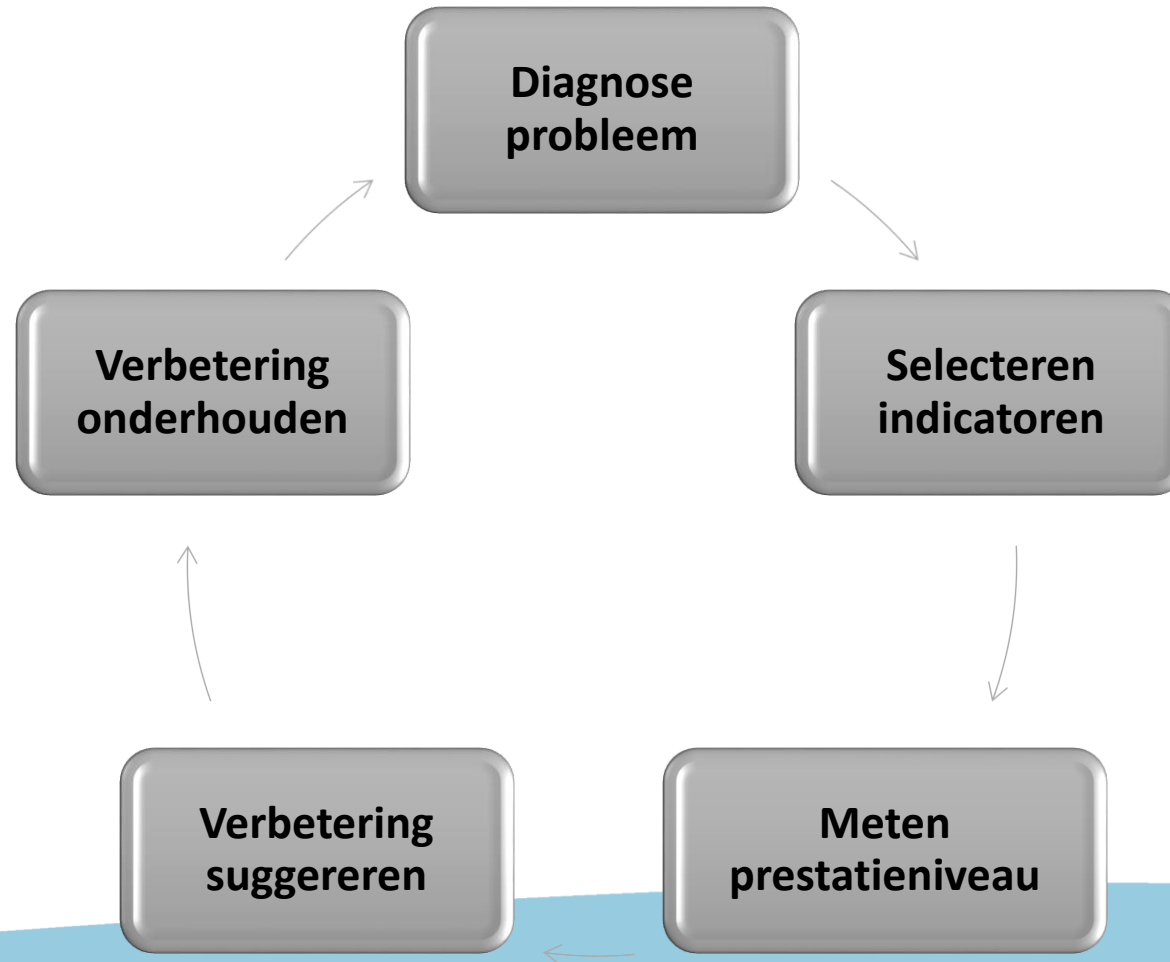 Diagnose
probleem
Selecteren
indicatoren
Meten
prestatieniveau
Verbetering
suggereren
Verbetering
onderhouden